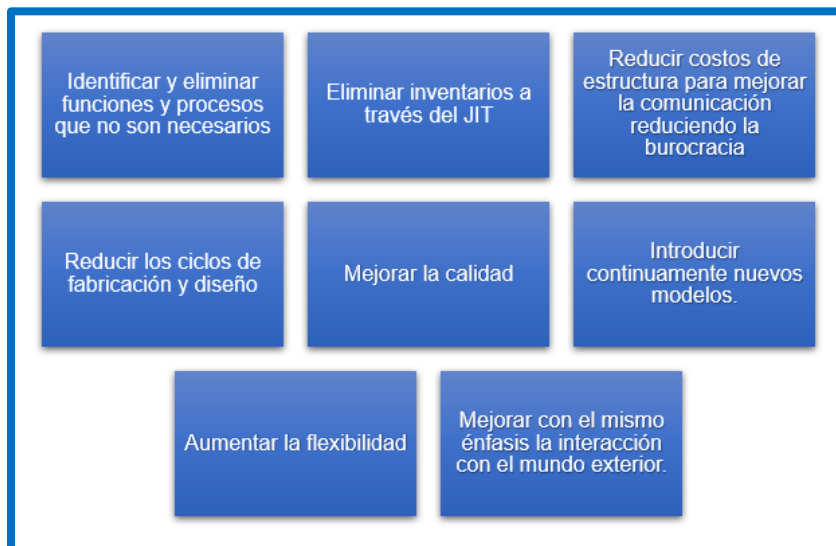 Identificar y eliminar
funciones y procesos
que no son necesarios
Eliminar inventarios a
través del JIT
Reducir costos de
estructura para mejorar
la comunicación
reduciendo la
burocracia
Reducir los ciclos de
fabricación y diseño
Mejorar la calidad
Introducir
continuamente nuevos
modelos.
Aumentar la flexibilidad
Mejorar con el mismo
énfasis la interacción
con el mundo exterior.